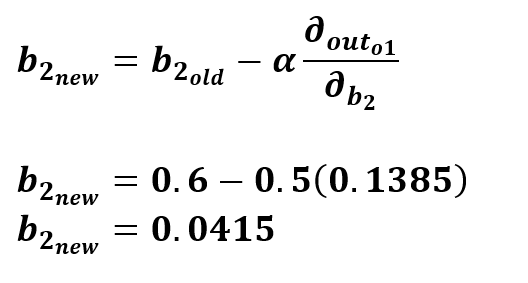 b₂ₙₑw = b₂ₒₗd − α ∂ₒᵤₜₒ₁/∂b₂
b₂ₙₑw = 0.6 − 0.5(0.1385)
b₂ₙₑw = 0.0415